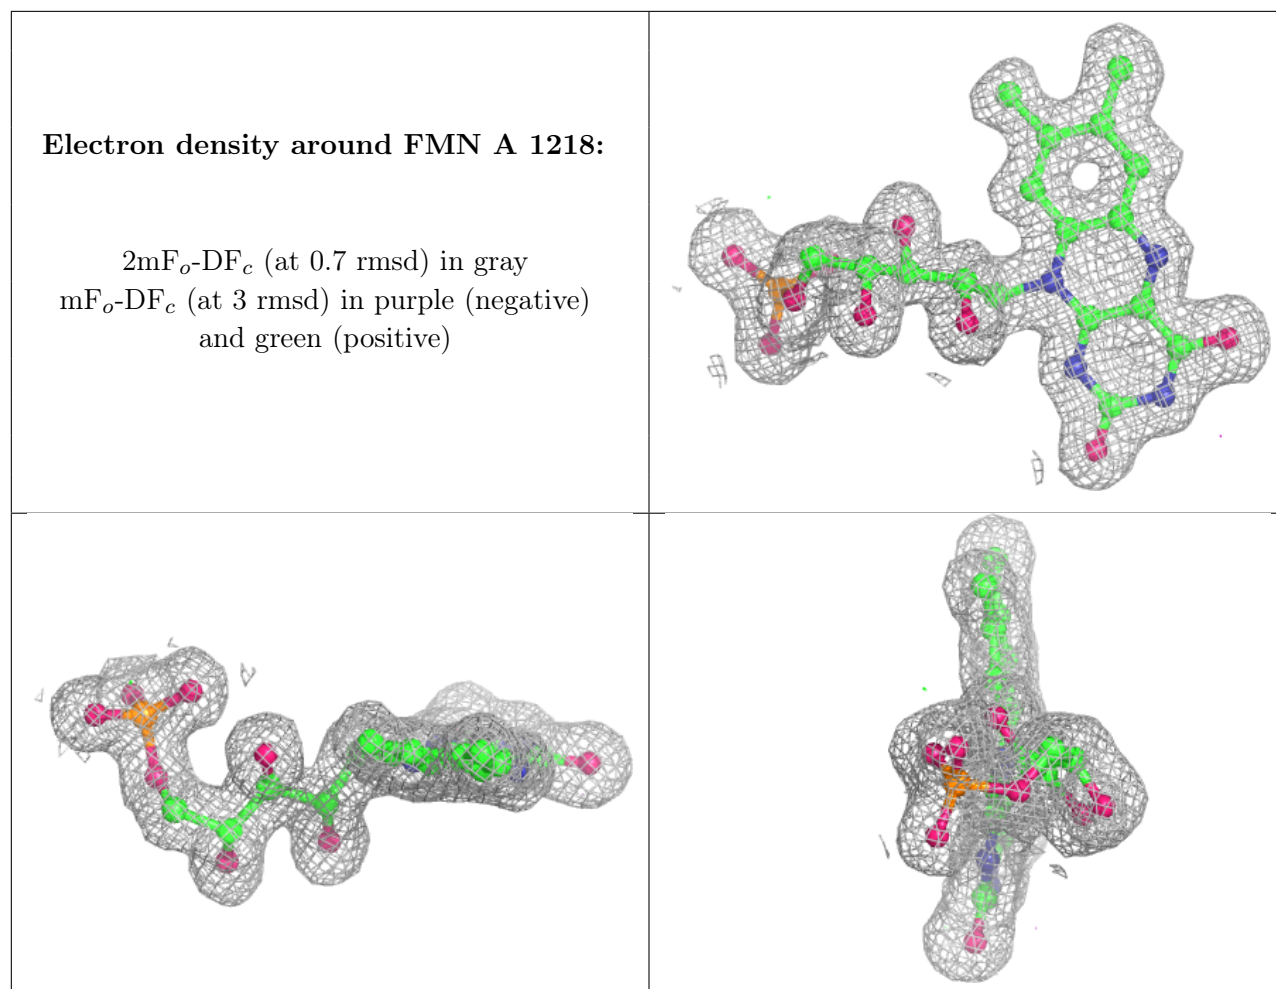 Electron density around FMN A 1218:
2mFo-DFc (at 0.7 rmsd) in gray
mFo-DFc (at 3 rmsd) in purple (negative)
and green (positive)